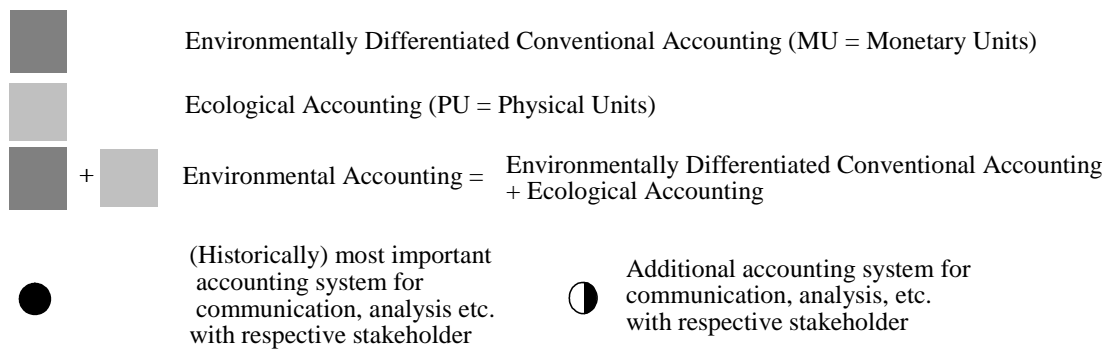 Environmentally Differentiated Conventional Accounting (MU = Monetary Units)
Ecological Accounting (PU = Physical Units)
+
Environmental Accounting =
Environmentally Differentiated Conventional Accounting
+ Ecological Accounting
(Historically) most important
accounting system for
communication, analysis etc.
with respective stakeholder
Additional accounting system for
communication, analysis, etc.
with respective stakeholder